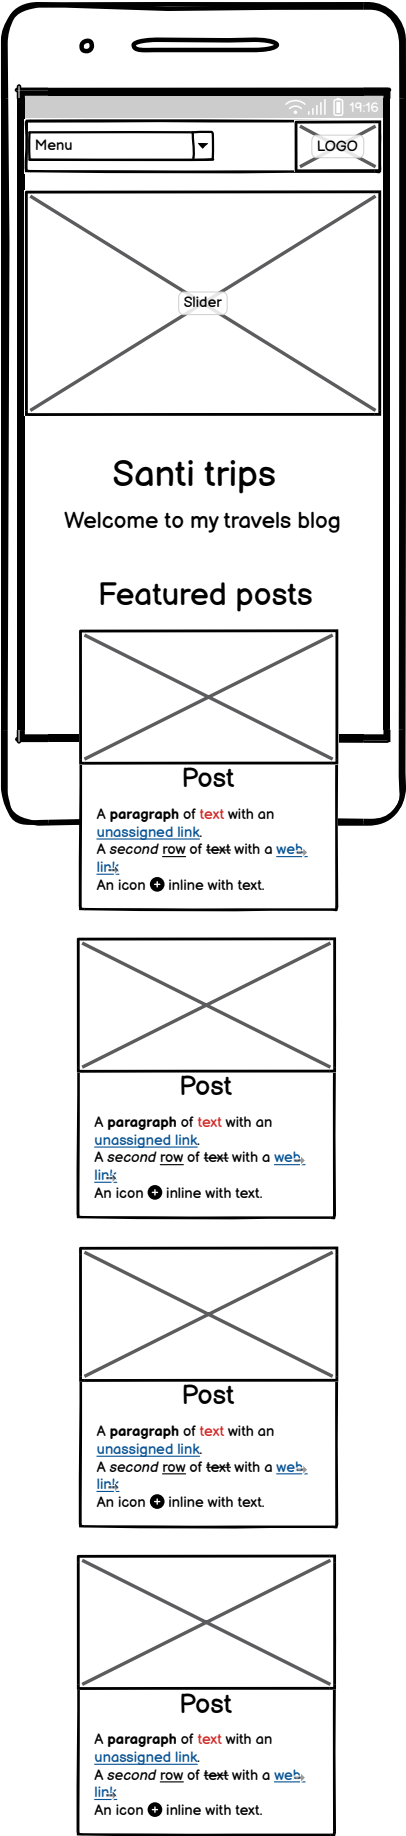 19:16
Menu
LOGO
Slider
Santi trips
Welcome to my travels blog
Featured posts
Post
A paragraph of text with an
unassigned link.
A second row of text with a web
link
An icon inline with text.
Post
A paragraph of text with an
unassigned link.
A second row of text with a web
link
An icon inline with text.
Post
A paragraph of text with an
unassigned link.
A second row of text with a web
link
An icon inline with text.
Post
A paragraph of text with an
unassigned link.
A second row of text with a web
link
An icon inline with text.